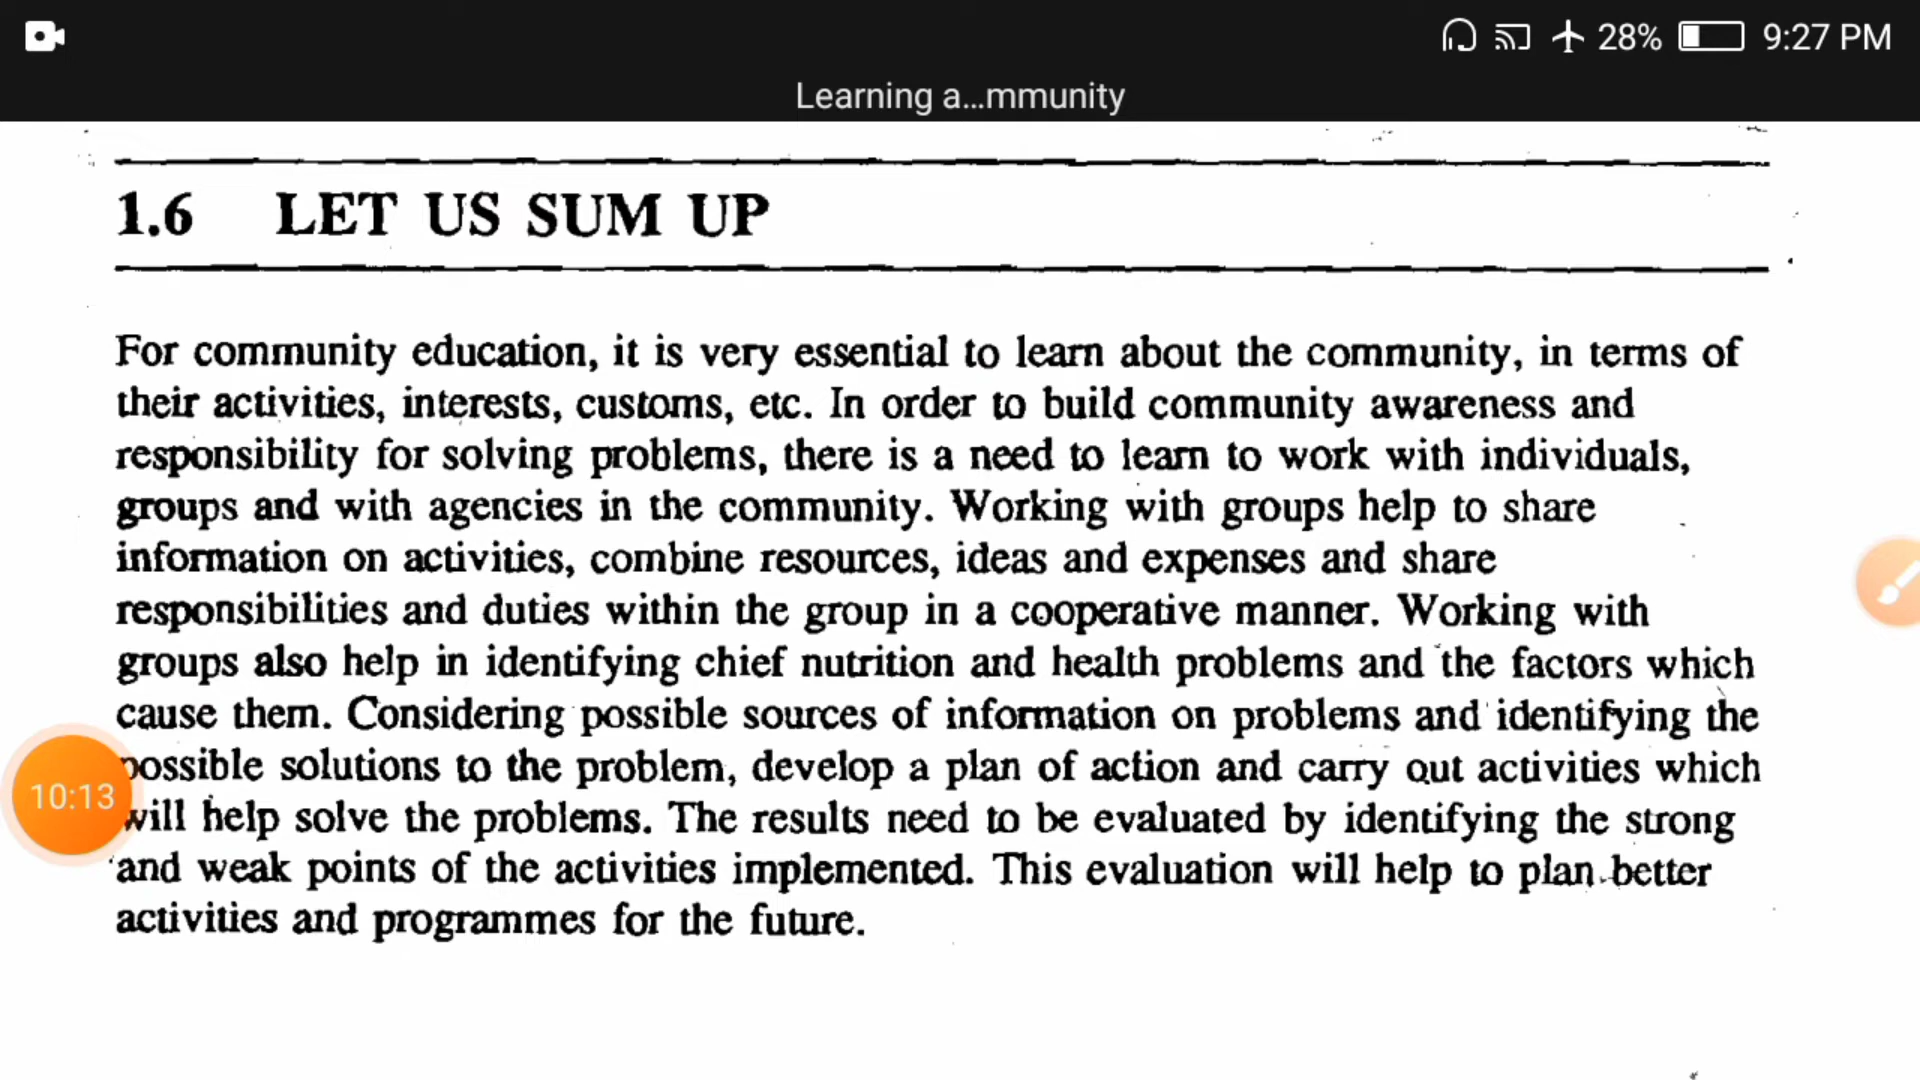 28% 9:27 PM
Learning a...mmunity
1.6 LET US SUM UP
For community education, it is very essential to learn about the community, in terms of
their activities, interests, customs, etc. In order to build community awareness and
responsibility for solving problems, there is a need to learn to work with individuals,
groups and with agencies in the community. Working with groups help to share
information on activities, combine resources, ideas and expenses and share
responsibilities and duties within the group in a cooperative manner. Working with
groups also help in identifying chief nutrition and health problems and the factors which
cause them. Considering possible sources of information on problems and identifying the
possible solutions to the problem, develop a plan of action and carry out activities which
10:13
will help solve the problems. The results need to be evaluated by identifying the strong
and weak points of the activities implemented. This evaluation will help to plan better
activities and programmes for the future.